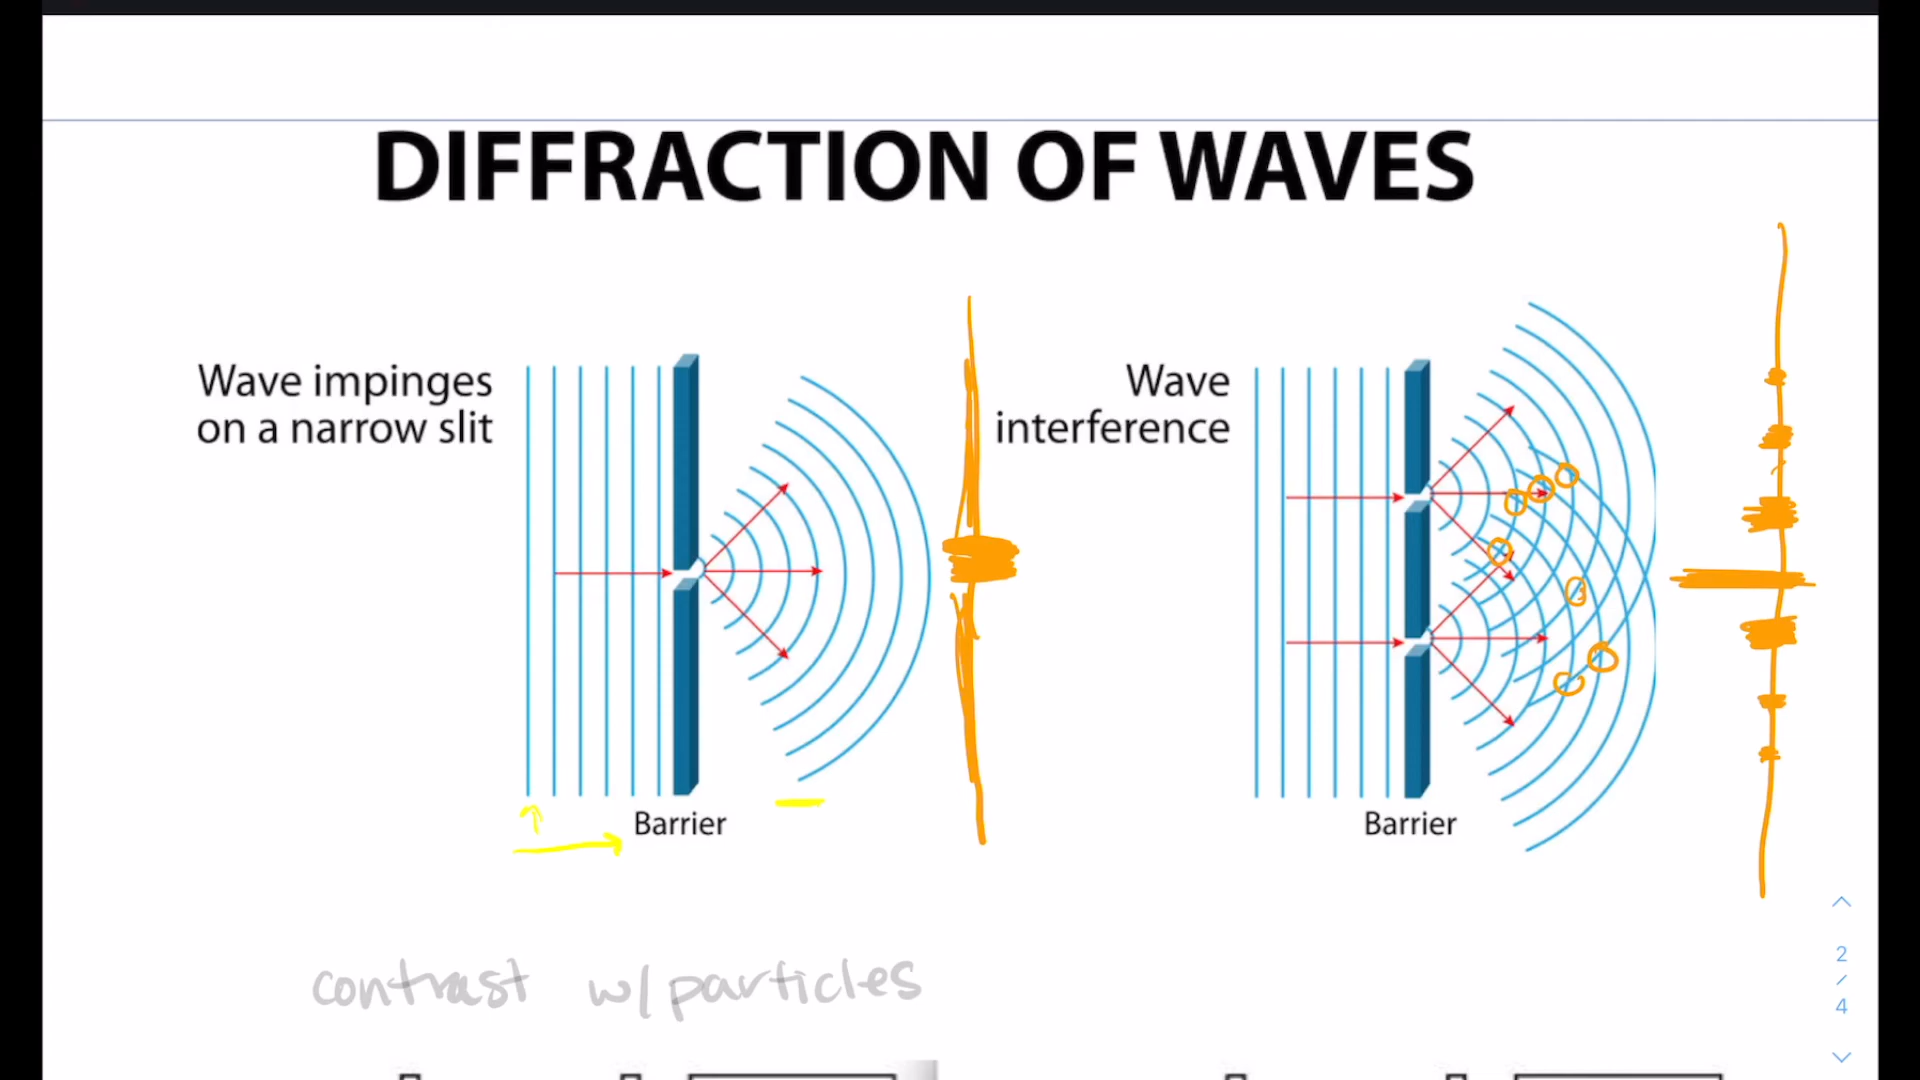 DIFFRACTION OF WAVES
Wave impinges
on a narrow slit
Barrier
Wave
interference
Barrier
contrast w/ particles
2
/
4